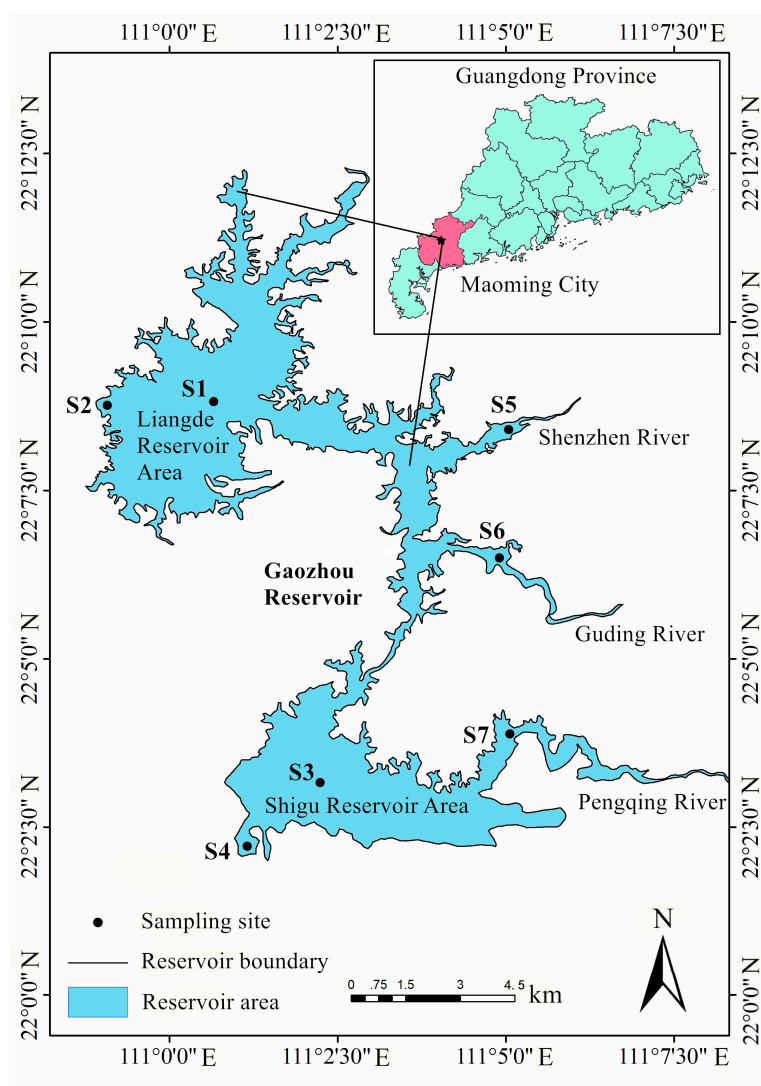 111°0'0" E
111°2'30" E
111°5'0" E
111°7'30" E
22°12'30" N
22°12'30" N
Guangdong Province
Maoming City
22°10'0" N
22°10'0" N
S1
S2
Liangde
Reservoir
Area
S5
Shenzhen River
22°7'30" N
22°7'30" N
S6
Gaozhou
Reservoir
Guding River
22°5'0" N
22°5'0" N
S7
S3
Shigu Reservoir Area
Pengqing River
S4
22°2'30" N
22°2'30" N
Sampling site
Reservoir boundary
Reservoir area
N
0 .75 1.5 3 4.5
km
22°0'0" N
22°0'0" N
111°0'0" E
111°2'30" E
111°5'0" E
111°7'30" E